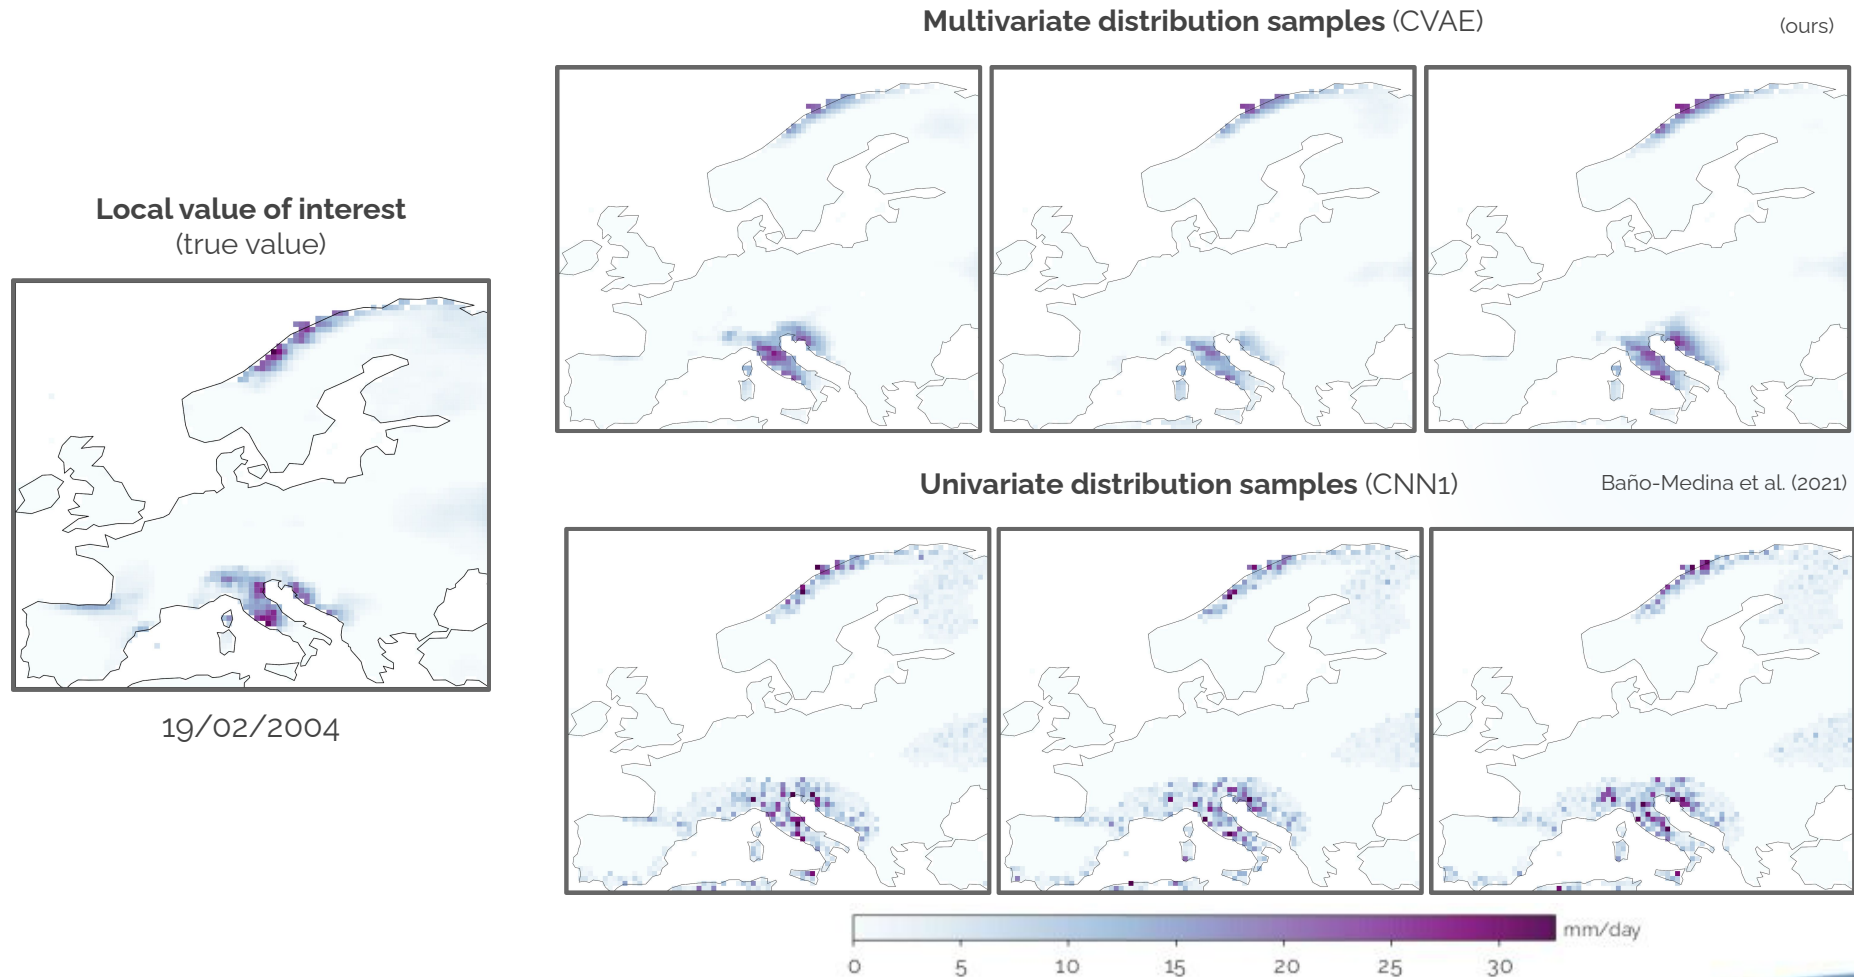 Multivariate distribution samples (CVAE)
(ours)
Local value of interest
(true value)
19/02/2004
Univariate distribution samples (CNN1)
Baño-Medina et al. (2021)
mm/day
0 5 10 15 20 25 30